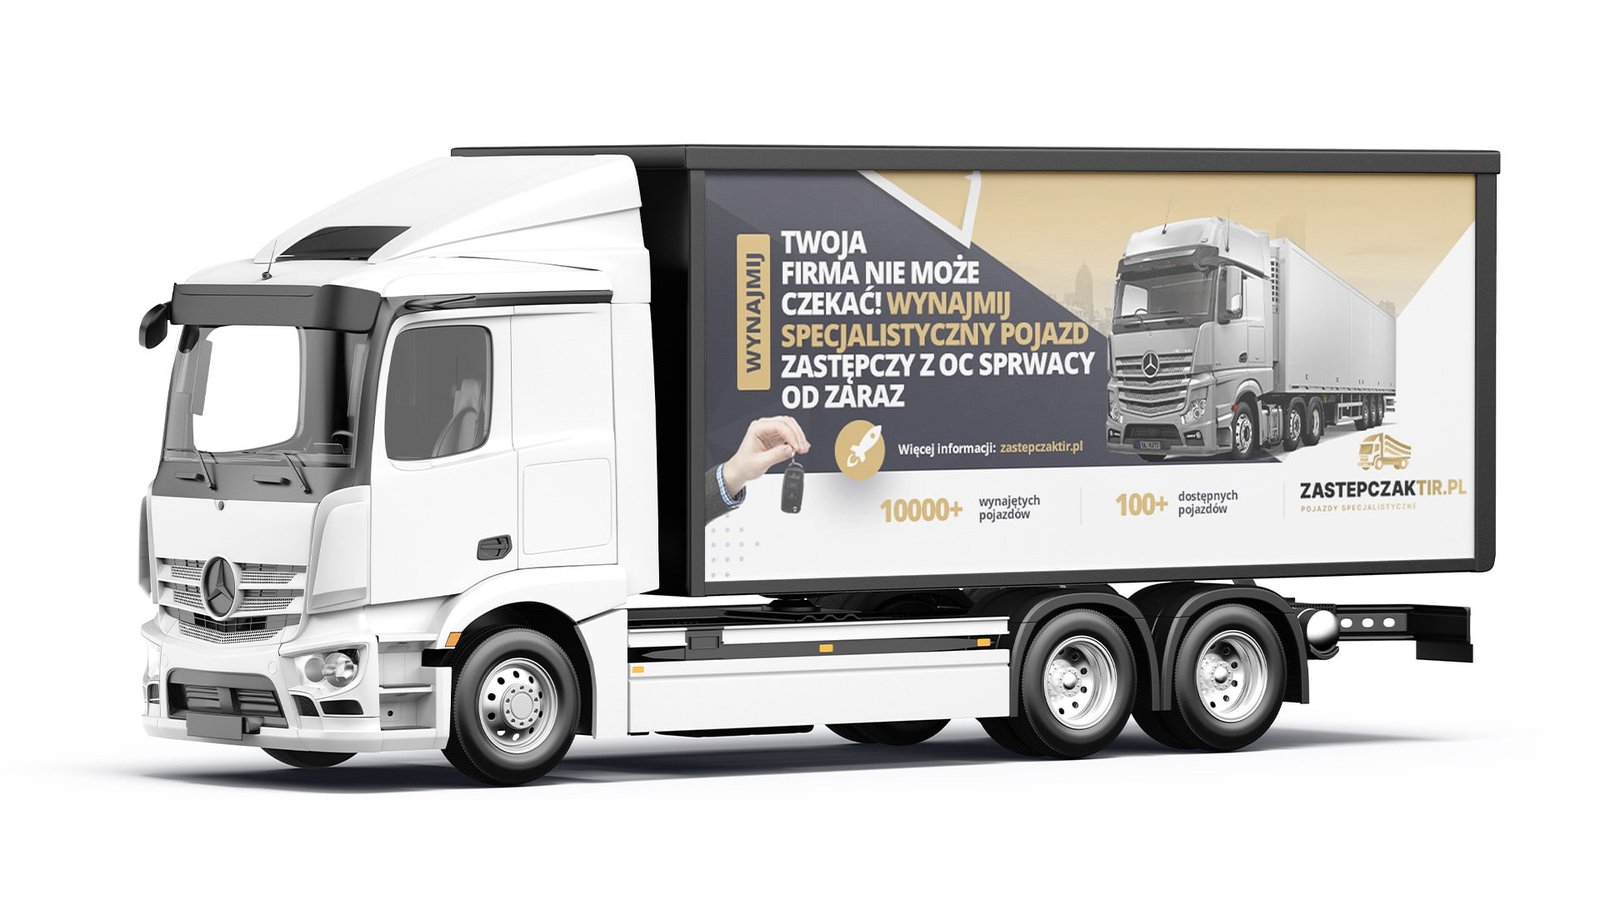 WYNAJMIJ
TWOJA
FIRMA NIE MOŻE
CZEKAĆ! WYNAJMIJ
SPECJALISTYCZNY POJAZD
ZASTĘPCZY Z OC SPRWACY
OD ZARAZ
Więcej informacji: zastepczaktir.pl
10000+ wynajętych
pojazdów
100+ dostępnych
pojazdów
ZASTEPCZAKTIR.PL
POJAZDY SPECJALISTYCZNE